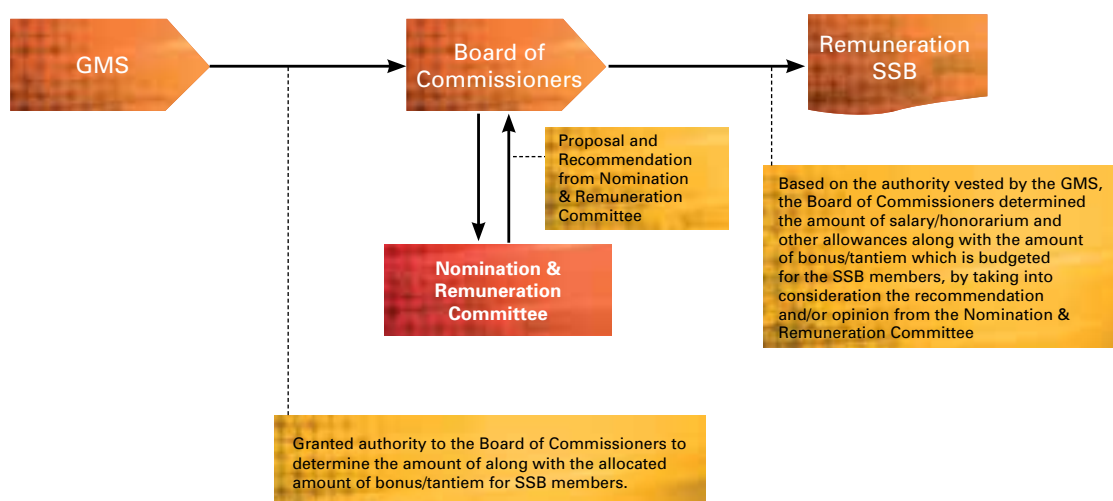 GMS
Board of
Commissioners
Remuneration
SSB
Proposal and
Recommendation
from Nomination
& Remuneration
Committee
Nomination &
Remuneration
Committee
Based on the authority vested by the GMS,
the Board of Commissioners determined
the amount of salary/honorarium and
other allowances along with the amount
of bonus/tantiem which is budgeted
for the SSB members, by taking into
consideration the recommendation
and/or opinion from the Nomination &
Remuneration Committee
Granted authority to the Board of Commissioners to
determine the amount of along with the allocated
amount of bonus/tantiem for SSB members.